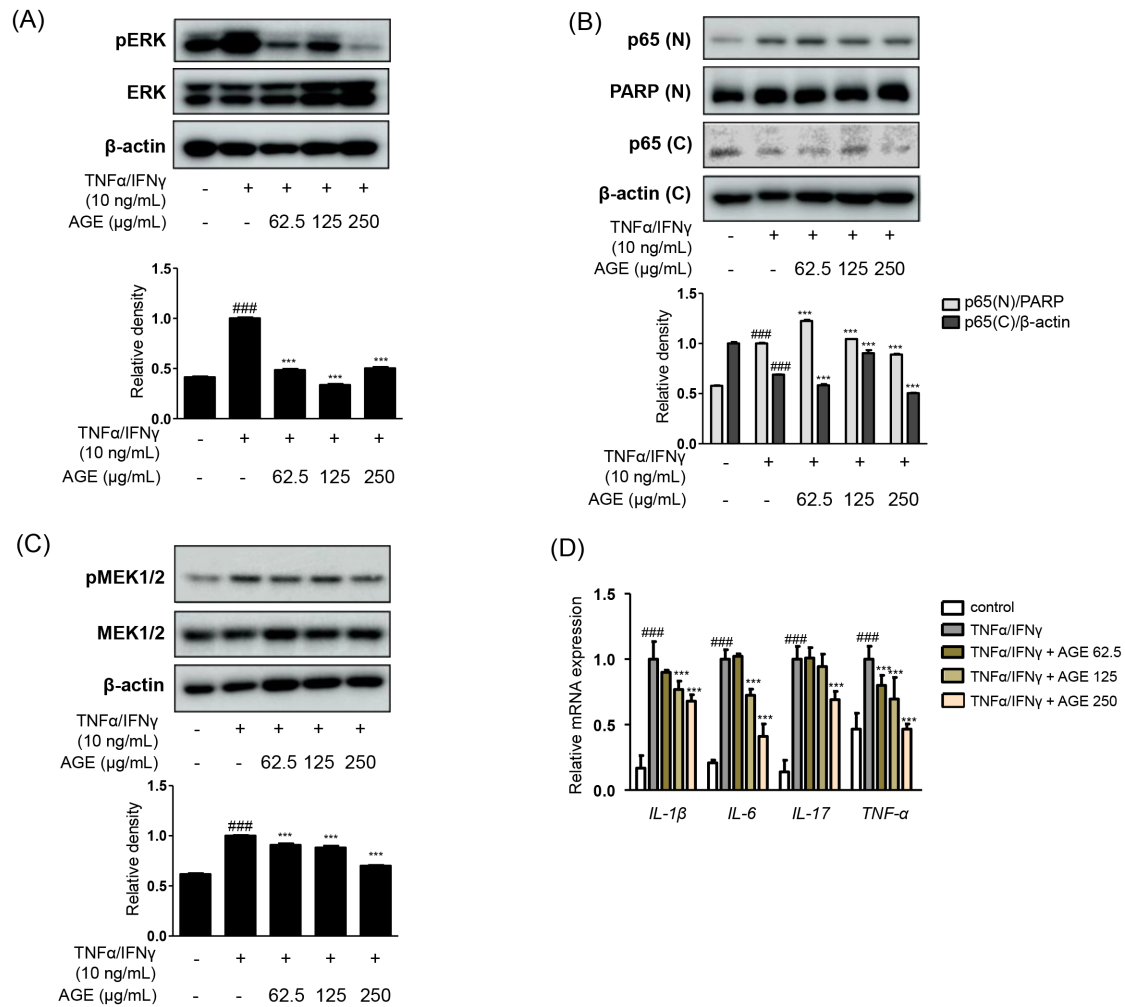 (A)
pERK
ERK
β-actin
TNFα/IFNγ
(10 ng/mL)
- + + + +
AGE (μg/mL) - - 62.5 125 250
1.5
1.0
0.5
0.0
Relative density
###
***
***
***
TNFα/IFNγ
(10 ng/mL)
- + + + +
AGE (μg/mL) - - 62.5 125 250
(B)
p65 (N)
PARP (N)
p65 (C)
β-actin (C)
TNFα/IFNγ
(10 ng/mL)
- + + + +
AGE (μg/mL) - - 62.5 125 250
1.5
1.0
0.5
0.0
Relative density
###
###
***
***
***
***
***
***
p65(N)/PARP
p65(C)/β-actin
TNFα/IFNγ
(10 ng/mL)
- + + + +
AGE (μg/mL) - - 62.5 125 250
(C)
pMEK1/2
MEK1/2
β-actin
TNFα/IFNγ
(10 ng/mL)
- + + + +
AGE (μg/mL) - - 62.5 125 250
1.5
1.0
0.5
0.0
Relative density
###
***
***
***
TNFα/IFNγ
(10 ng/mL)
- + + + +
AGE (μg/mL) - - 62.5 125 250
(D)
1.5
1.0
0.5
0.0
Relative mRNA expression
### ### ### ###
***
***
***
***
***
***
***
***
IL-1β IL-6 IL-17 TNF-α
control
TNFα/IFNγ
TNFα/IFNγ + AGE 62.5
TNFα/IFNγ + AGE 125
TNFα/IFNγ + AGE 250